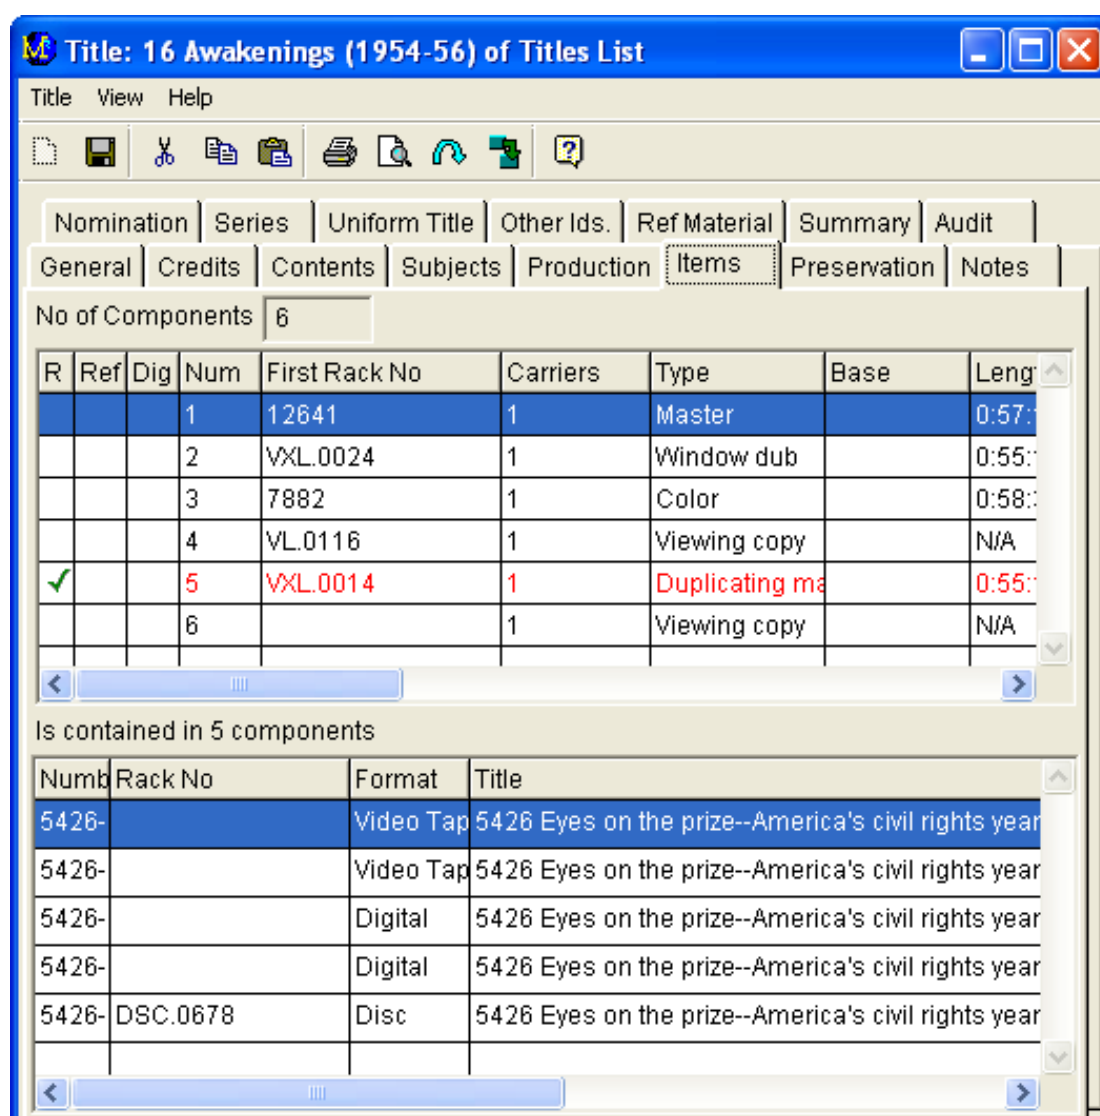 Title: 16 Awakenings (1954-56) of Titles List
Title View Help
Nomination Series Uniform Title Other Ids. Ref Material Summary Audit
General Credits Contents Subjects Production Items Preservation Notes
No of Components 6
R Ref Dig Num First Rack No Carriers Type Base Leng
1 12641 1 Master 0:57:
2 VXL.0024 1 Window dub 0:55:
3 7882 1 Color 0:58:
4 VL.0116 1 Viewing copy N/A
5 VXL.0014 1 Duplicating ma 0:55:
6 1 Viewing copy N/A
Is contained in 5 components
Numb Rack No Format Title
5426- Video Tap 5426 Eyes on the prize--America's civil rights year
5426- Video Tap 5426 Eyes on the prize--America's civil rights year
5426- Digital 5426 Eyes on the prize--America's civil rights year
5426- Digital 5426 Eyes on the prize--America's civil rights year
5426- DSC.0678 Disc 5426 Eyes on the prize--America's civil rights year